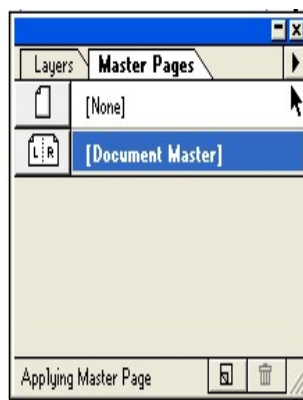 Layers Master Pages
[None]
L R [Document Master]
Applying Master Page